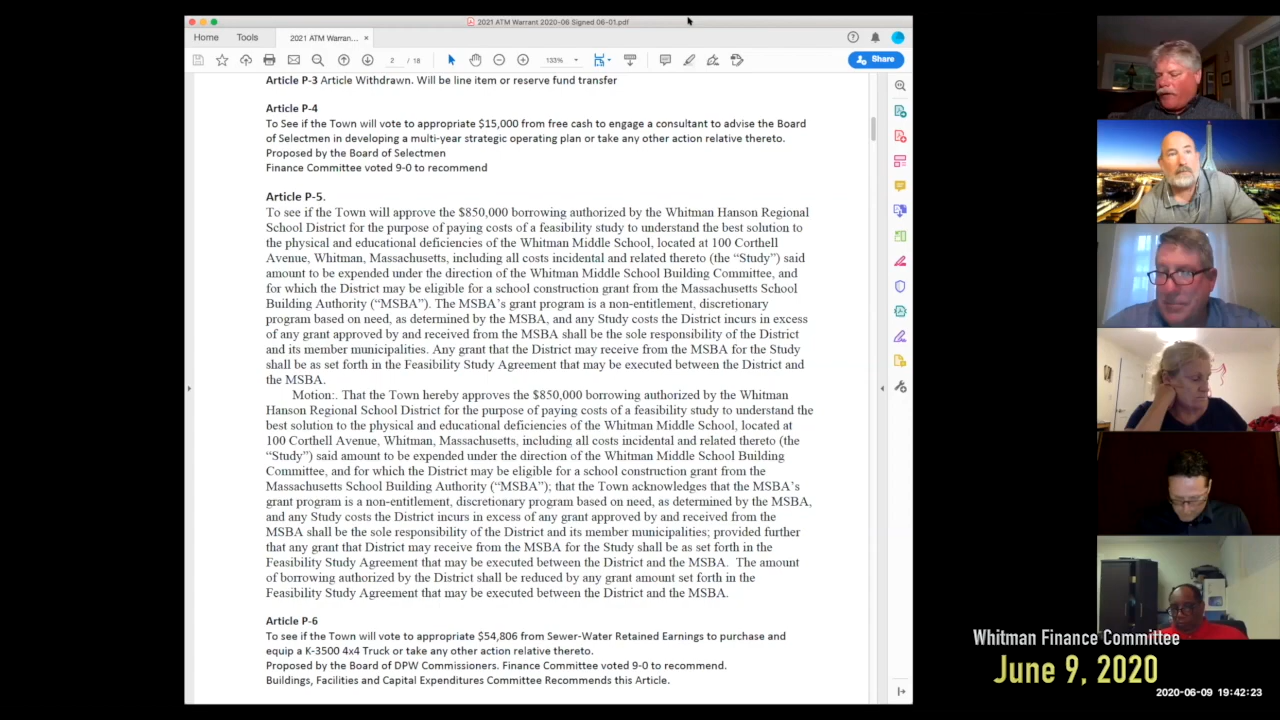 2021 ATM Warrant 2020-06 Signed 06-01.pdf
Home Tools 2021 ATM Warran... ×
2 / 18 133% Share
Article P-3 Article Withdrawn. Will be line item or reserve fund transfer
Article P-4
To See if the Town will vote to appropriate $15,000 from free cash to engage a consultant to advise the Board
of Selectmen in developing a multi-year strategic operating plan or take any other action relative thereto.
Proposed by the Board of Selectmen
Finance Committee voted 9-0 to recommend
Article P-5.
To see if the Town will approve the $850,000 borrowing authorized by the Whitman Hanson Regional
School District for the purpose of paying costs of a feasibility study to understand the best solution to
the physical and educational deficiencies of the Whitman Middle School, located at 100 Corthell
Avenue, Whitman, Massachusetts, including all costs incidental and related thereto (the “Study”) said
amount to be expended under the direction of the Whitman Middle School Building Committee, and
for which the District may be eligible for a school construction grant from the Massachusetts School
Building Authority (“MSBA”). The MSBA’s grant program is a non-entitlement, discretionary
program based on need, as determined by the MSBA, and any Study costs the District incurs in excess
of any grant approved by and received from the MSBA shall be the sole responsibility of the District
and its member municipalities. Any grant that the District may receive from the MSBA for the Study
shall be as set forth in the Feasibility Study Agreement that may be executed between the District and
the MSBA.
Motion:. That the Town hereby approves the $850,000 borrowing authorized by the Whitman
Hanson Regional School District for the purpose of paying costs of a feasibility study to understand the
best solution to the physical and educational deficiencies of the Whitman Middle School, located at
100 Corthell Avenue, Whitman, Massachusetts, including all costs incidental and related thereto (the
“Study”) said amount to be expended under the direction of the Whitman Middle School Building
Committee, and for which the District may be eligible for a school construction grant from the
Massachusetts School Building Authority (“MSBA”); that the Town acknowledges that the MSBA’s
grant program is a non-entitlement, discretionary program based on need, as determined by the MSBA,
and any Study costs the District incurs in excess of any grant approved by and received from the
MSBA shall be the sole responsibility of the District and its member municipalities; provided further
that any grant that District may receive from the MSBA for the Study shall be as set forth in the
Feasibility Study Agreement that may be executed between the District and the MSBA. The amount
of borrowing authorized by the District shall be reduced by any grant amount set forth in the
Feasibility Study Agreement that may be executed between the District and the MSBA.
Article P-6
To see if the Town will vote to appropriate $54,806 from Sewer-Water Retained Earnings to purchase and
equip a K-3500 4x4 Truck or take any other action relative thereto.
Proposed by the Board of DPW Commissioners. Finance Committee voted 9-0 to recommend.
Buildings, Facilities and Capital Expenditures Committee Recommends this Article.
Whitman Finance Committee
June 9, 2020
2020-06-09 19:42:23